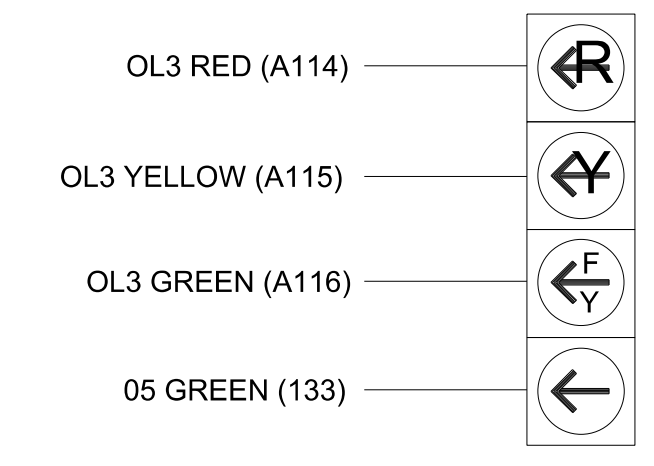 OL3 RED (A114)
R
OL3 YELLOW (A115)
Y
OL3 GREEN (A116)
F
Y
05 GREEN (133)